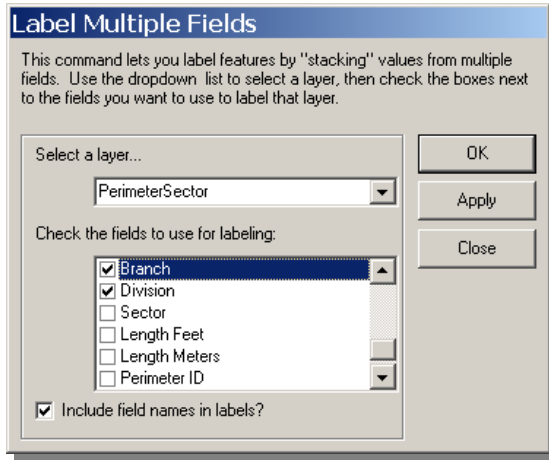 Label Multiple Fields
This command lets you label features by "stacking" values from multiple
fields. Use the dropdown list to select a layer, then check the boxes next
to the fields you want to use to label that layer.
Select a layer...
PerimeterSector
Check the fields to use for labeling:
Branch
Division
Sector
Length Feet
Length Meters
Perimeter ID
Include field names in labels?
OK
Apply
Close